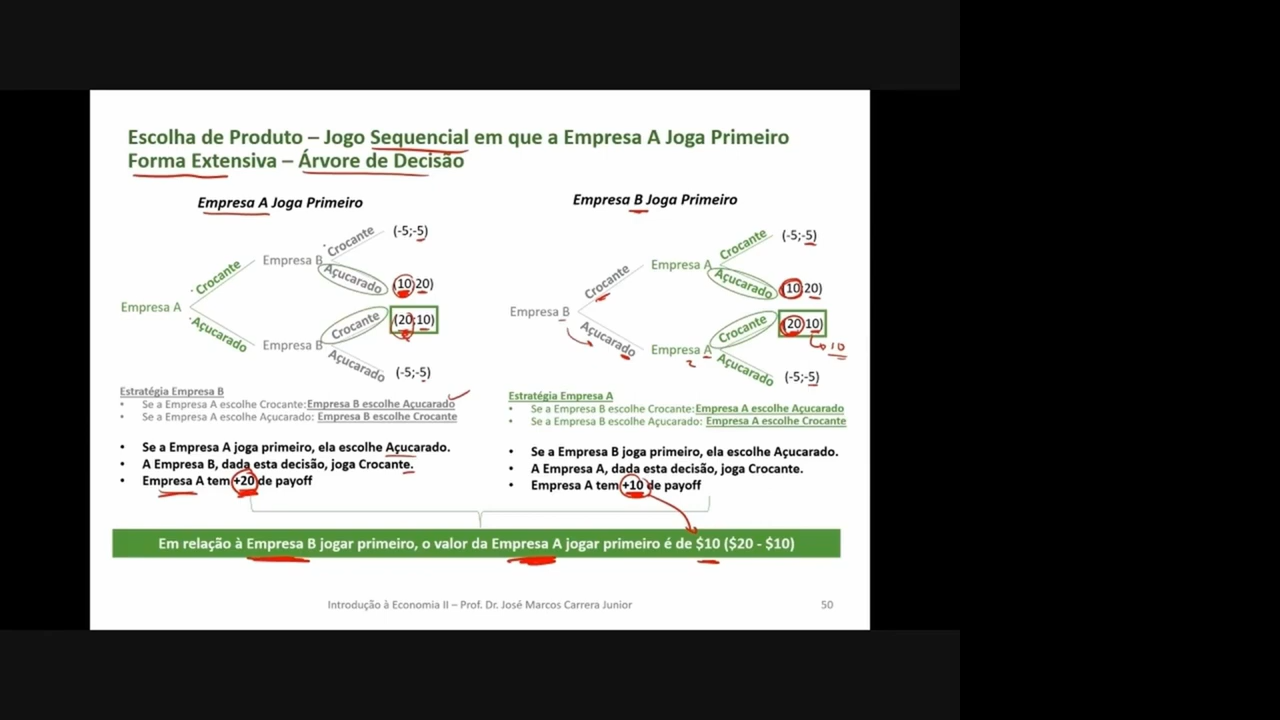 Escolha de Produto – Jogo Sequencial em que a Empresa A Joga Primeiro
Forma Extensiva – Árvore de Decisão
Empresa A Joga Primeiro
Crocante
(-5;-5)
Empresa B
Açucarado
(10;20)
Crocante
Empresa A
Açucarado
Crocante
(20;10)
Empresa B
Açucarado
(-5;-5)
Estratégia Empresa B
• Se a Empresa A escolhe Crocante:Empresa B escolhe Açucarado
• Se a Empresa A escolhe Açucarado: Empresa B escolhe Crocante
• Se a Empresa A joga primeiro, ela escolhe Açucarado.
• A Empresa B, dada esta decisão, joga Crocante.
• Empresa A tem +20 de payoff
Empresa B Joga Primeiro
Crocante
(-5;-5)
Empresa A
Açucarado
(10;20)
Crocante
Empresa B
Açucarado
Crocante
(20;10)
10
Empresa A
2
Açucarado
(-5;-5)
Estratégia Empresa A
• Se a Empresa B escolhe Crocante:Empresa A escolhe Açucarado
• Se a Empresa B escolhe Açucarado: Empresa A escolhe Crocante
• Se a Empresa B joga primeiro, ela escolhe Açucarado.
• A Empresa A, dada esta decisão, joga Crocante.
• Empresa A tem +10 de payoff
Em relação à Empresa B jogar primeiro, o valor da Empresa A jogar primeiro é de $10 ($20 - $10)
Introdução à Economia II – Prof. Dr. José Marcos Carrera Junior
50